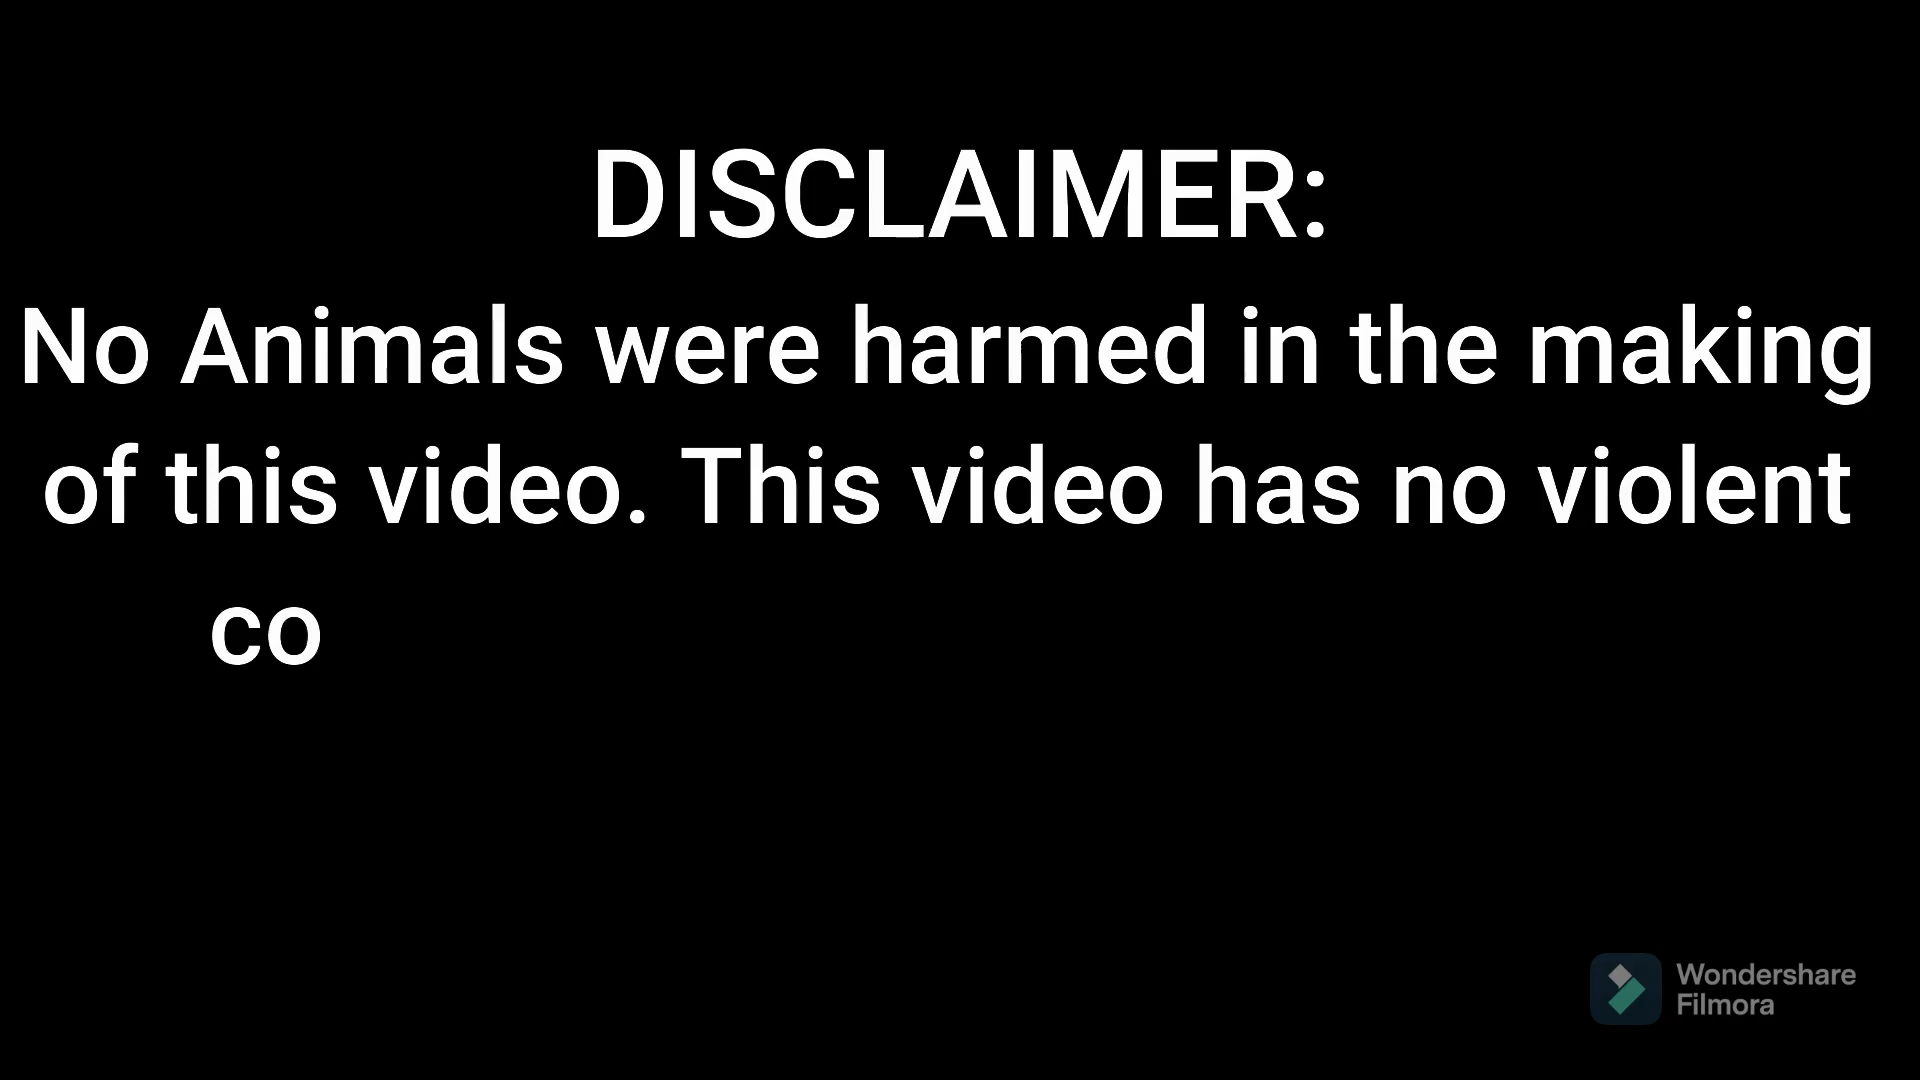 DISCLAIMER:
No Animals were harmed in the making
of this video. This video has no violent
co
Wondershare
Filmora